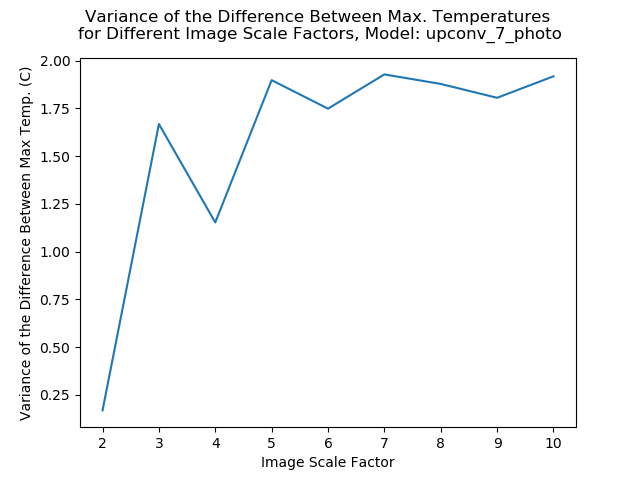 Variance of the Difference Between Max. Temperatures
for Different Image Scale Factors, Model: upconv_7_photo
Variance of the Difference Between Max Temp. (C)
2.00
1.75
1.50
1.25
1.00
0.75
0.50
0.25
2 3 4 5 6 7 8 9 10
Image Scale Factor